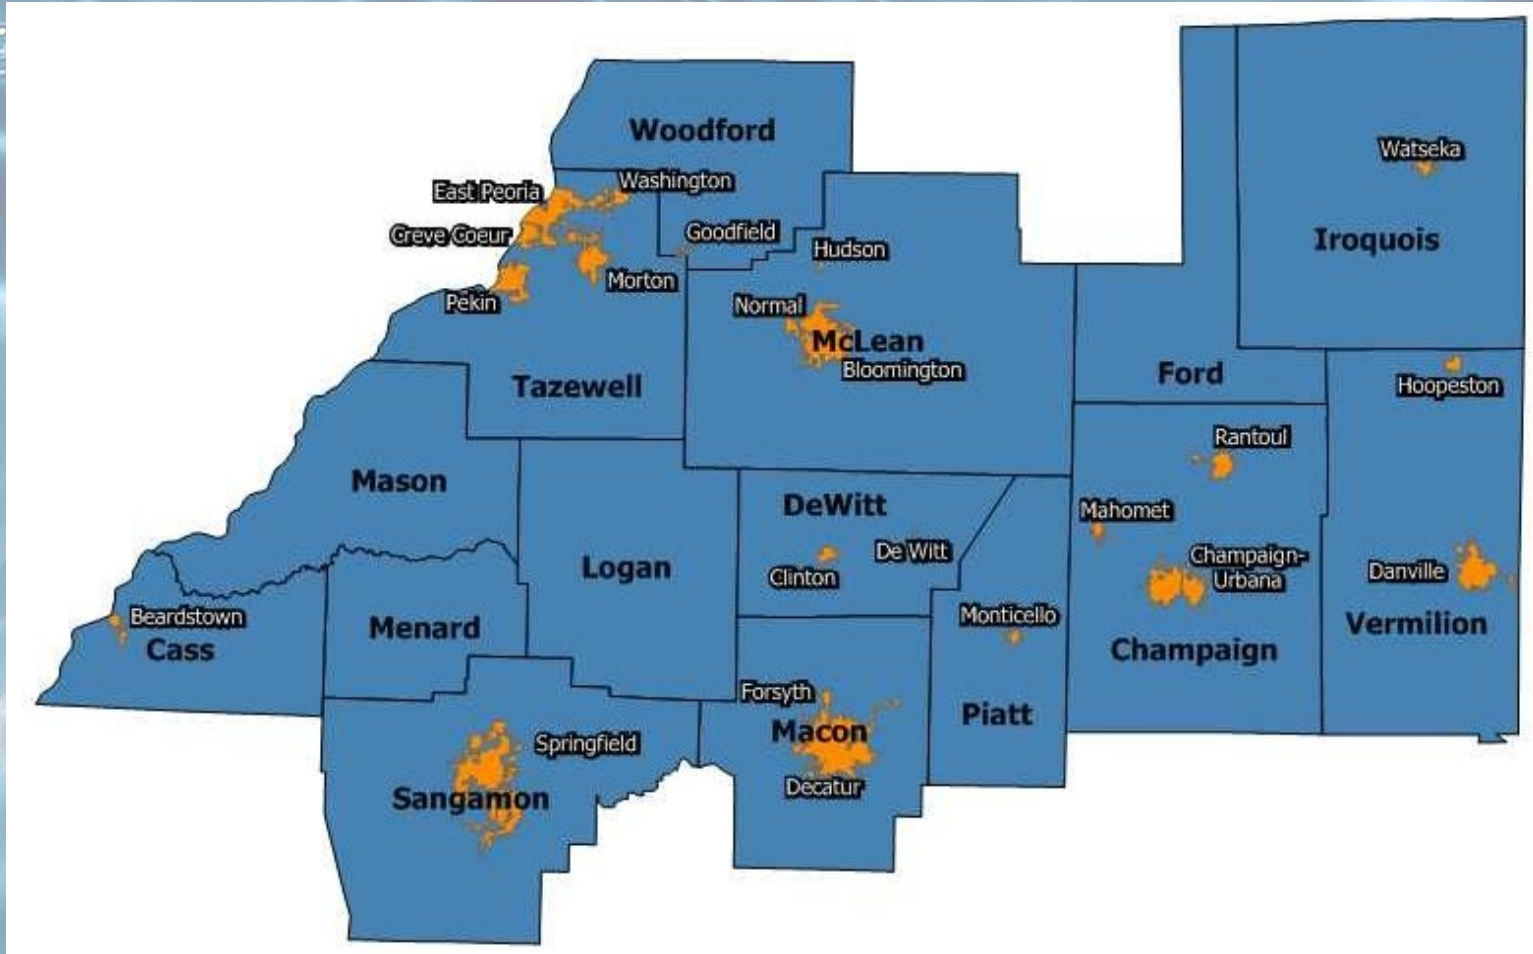 Woodford
Watseka
East Peoria
Washington
Creve Coeur
Goodfield
Iroquois
Hudson
Morton
Pekin
Normal
McLean
Bloomington
Tazewell
Ford
Hoopeston
Rantoul
Mason
DeWitt
Mahomet
De Witt
Champaign-
Urbana
Logan
Clinton
Danville
Beardstown
Menard
Monticello
Vermilion
Cass
Champaign
Forsyth
Piatt
Macon
Springfield
Decatur
Sangamon